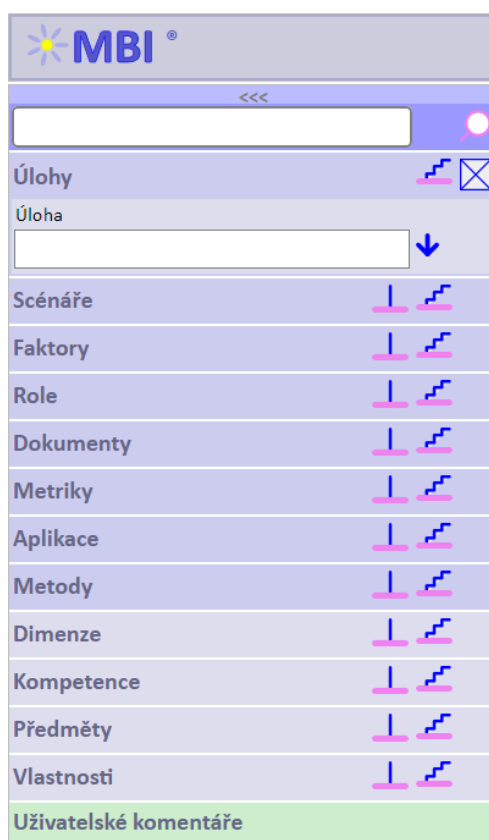 MBI ®
<<<
Úlohy
Úloha
Scénáře
Faktory
Role
Dokumenty
Metriky
Aplikace
Metody
Dimenze
Kompetence
Předměty
Vlastnosti
Uživatelské komentáře